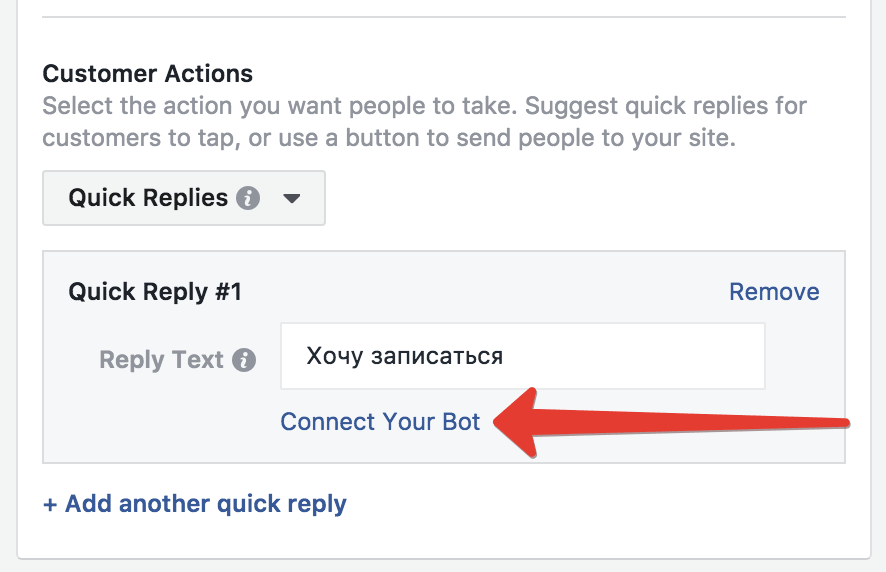 Customer Actions
Select the action you want people to take. Suggest quick replies for
customers to tap, or use a button to send people to your site.
Quick Replies
Quick Reply #1
Remove
Reply Text
Хочу записаться
Connect Your Bot
+ Add another quick reply